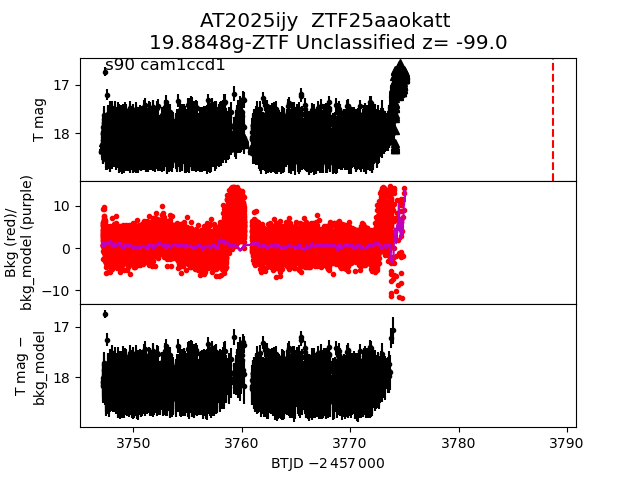 AT2025ijy  ZTF25aaokatt
19.8848g-ZTF Unclassified z= -99.0
s90 cam1ccd1
17
18
T mag
10
0
−10
Bkg (red)/
bkg_model (purple)
17
18
T mag −
bkg_model
3750
3760
3770
3780
3790
BTJD −2 457 000